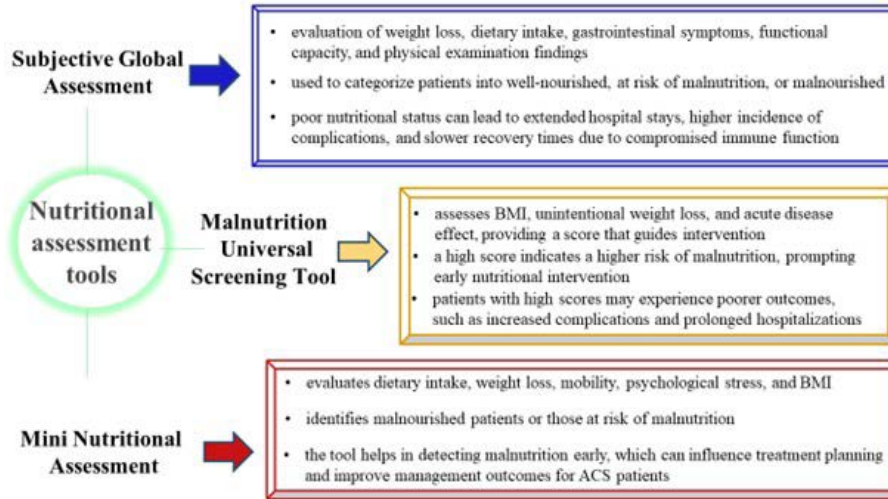 Subjective Global
Assessment
• evaluation of weight loss, dietary intake, gastrointestinal symptoms, functional
capacity, and physical examination findings
• used to categorize patients into well-nourished, at risk of malnutrition, or malnourished
• poor nutritional status can lead to extended hospital stays, higher incidence of
complications, and slower recovery times due to compromised immune function
Nutritional
assessment
tools
Malnutrition
Universal
Screening Tool
• assesses BMI, unintentional weight loss, and acute disease
effect, providing a score that guides intervention
• a high score indicates a higher risk of malnutrition, prompting
early nutritional intervention
• patients with high scores may experience poorer outcomes,
such as increased complications and prolonged hospitalizations
Mini Nutritional
Assessment
• evaluates dietary intake, weight loss, mobility, psychological stress, and BMI
• identifies malnourished patients or those at risk of malnutrition
• the tool helps in detecting malnutrition early, which can influence treatment planning
and improve management outcomes for ACS patients